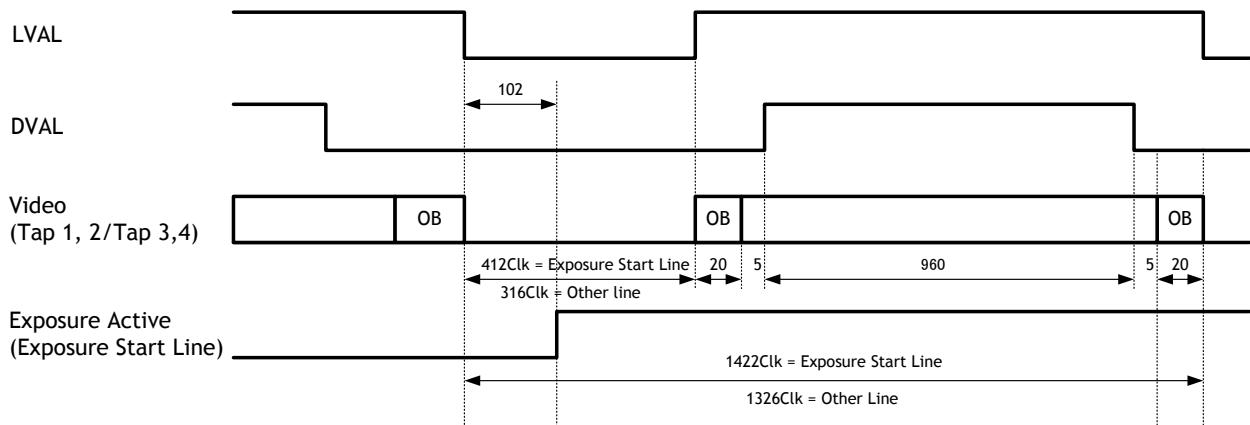 LVAL
102
DVAL
Video
(Tap 1, 2/Tap 3,4)
OB
OB
OB
412Clk = Exposure Start Line
20
5
960
5
20
316Clk = Other line
Exposure Active
(Exposure Start Line)
1422Clk = Exposure Start Line
1326Clk = Other Line